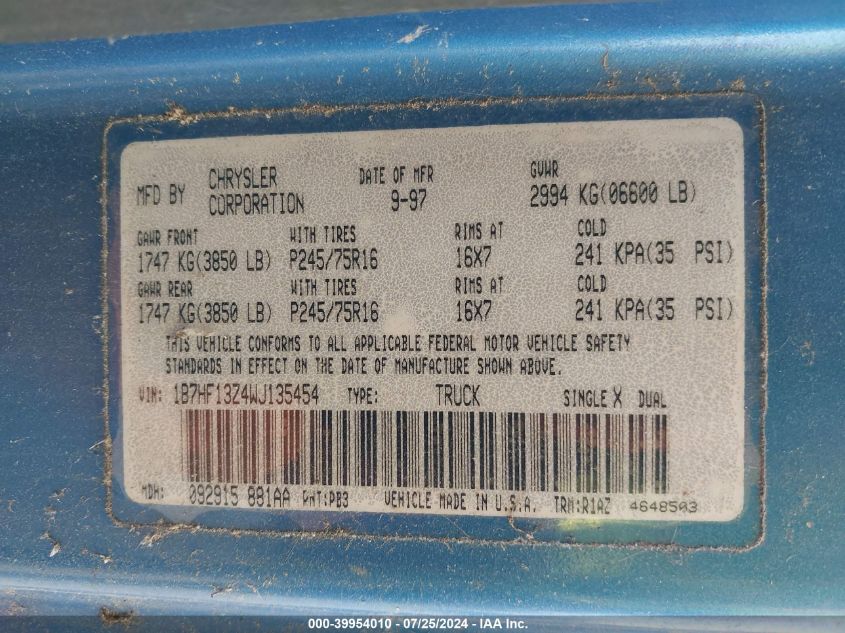 MFD BY CHRYSLER CORPORATION DATE OF MFR 9-97 GVWR 2994 KG(06600 LB)
GAWR FRONT WITH TIRES RIMS AT COLD
1747 KG(3850 LB) P245/75R16 16X7 241 KPA(35 PSI)
GAWR REAR WITH TIRES RIMS AT COLD
1747 KG(3850 LB) P245/75R16 16X7 241 KPA(35 PSI)
THIS VEHICLE CONFORMS TO ALL APPLICABLE FEDERAL MOTOR VEHICLE SAFETY
STANDARDS IN EFFECT ON THE DATE OF MANUFACTURE SHOWN ABOVE.
VIN: 1B7HF13Z4WJ135454 TYPE: TRUCK SINGLE X DUAL
MDH: 092915 881AA PNT:PB3 VEHICLE MADE IN U.S.A. TRM:R1AZ 4648503
000-39954010 - 07/25/2024 - IAA Inc.